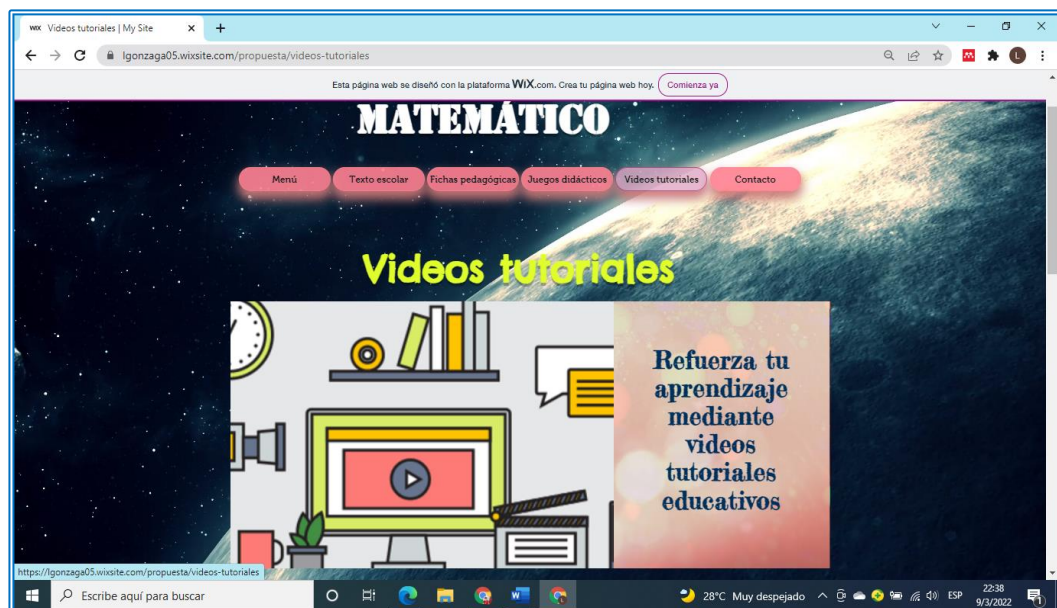 WiX Videos tutoriales | My Site
lgonzaga05.wixsite.com/propuesta/videos-tutoriales
L
Esta página web se diseñó con la plataforma WiX.com. Crea tu página web hoy. Comienza ya
MATEMÁTICO
Menú Texto escolar Fichas pedagógicas Juegos didácticos Videos tutoriales Contacto
Videos tutoriales
Refuerza tu
aprendizaje
mediante
videos
tutoriales
educativos
https://lgonzaga05.wixsite.com/propuesta/videos-tutoriales
Escribe aquí para buscar
28°C Muy despejado
ESP
22:38
9/3/2022